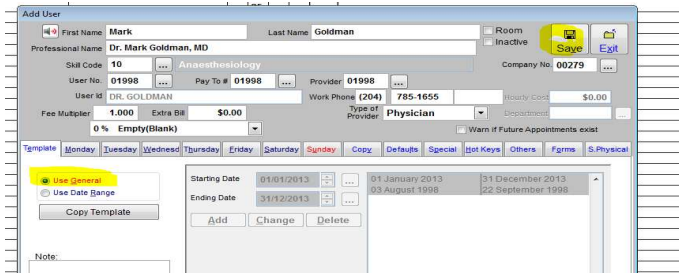 Add User
First Name Mark Last Name Goldman Room
Inactive
Save Exit
Professional Name Dr. Mark Goldman, MD
Skill Code 10 ... Anaesthesiology Company No. 00279 ...
User No. 01998 ... Pay To # 01998 ... Provider 01998 ...
User Id DR. GOLDMAN Work Phone (204) 785-1655 Hourly Cost $0.00
Fee Multiplier 1.000 Extra Bill $0.00 Type of Provider Physician Department ...
0 % Empty(Blank) Warn if Future Appointments exist
Template Monday Tuesday Wednesd Thursday Friday Saturday Sunday Copy Defaults Special Hot Keys Others Forms S.Physical
Use General Starting Date 01/01/2013 ... 01 January 2013 31 December 2013
Use Date Range 03 August 1998 22 September 1998
Ending Date 31/12/2013 ...
Copy Template
Add Change Delete
Note: